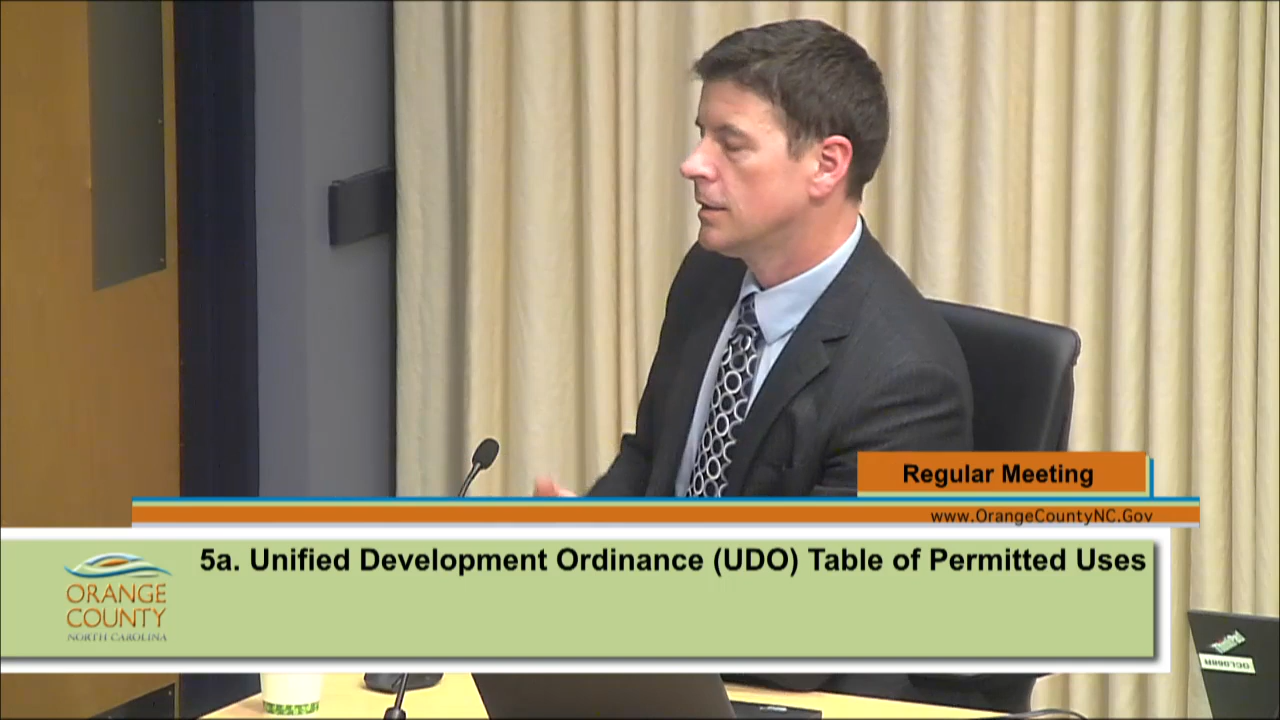 Regular Meeting
www.OrangeCountyNC.Gov
5a. Unified Development Ordinance (UDO) Table of Permitted Uses
ORANGE
COUNTY
NORTH CAROLINA